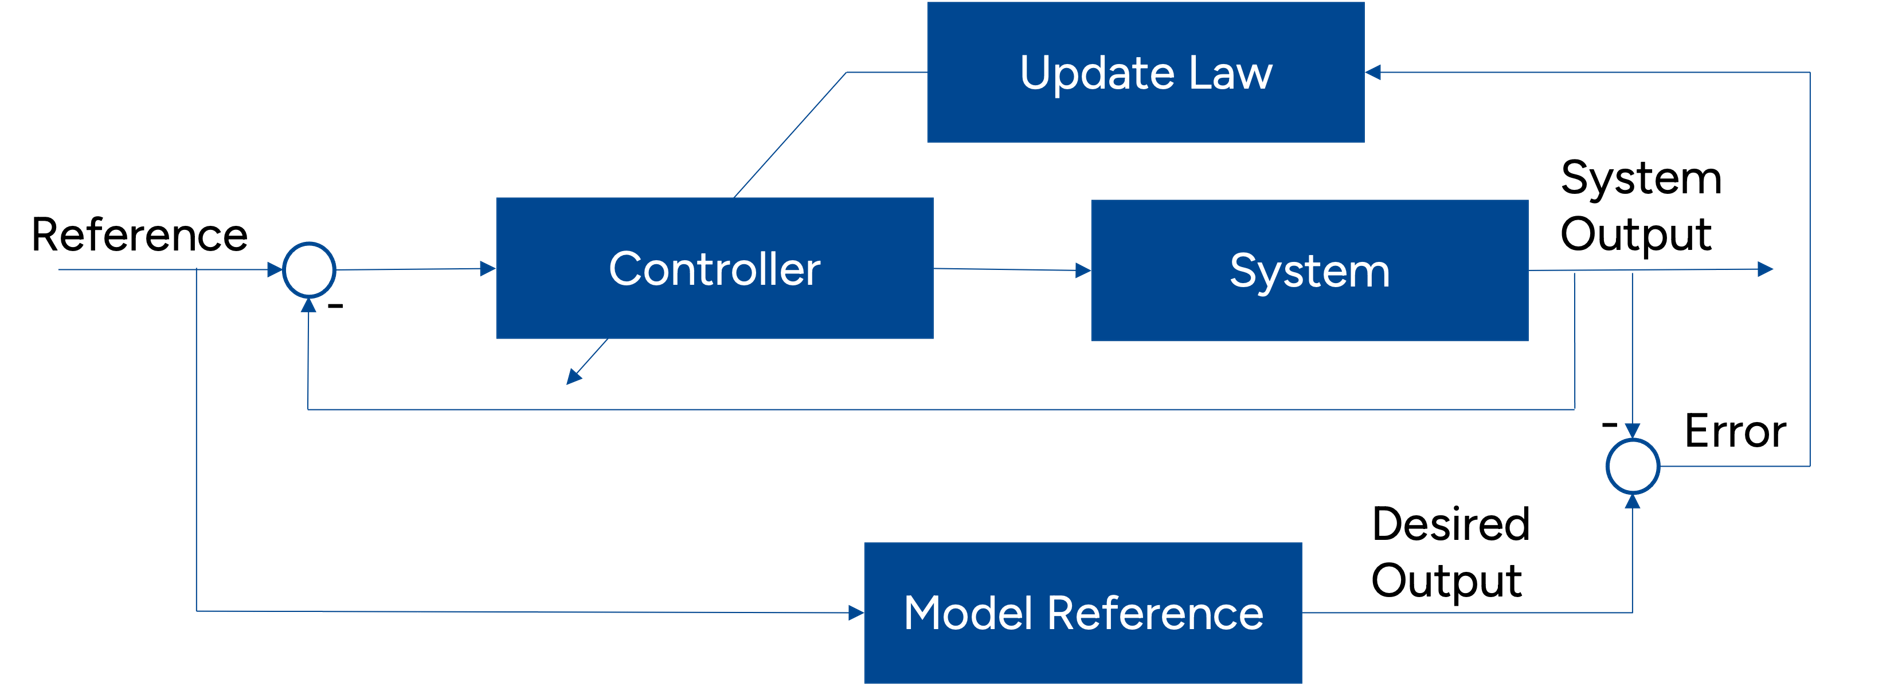 Update Law
System
Output
Reference
Controller
System
-
-
Error
Desired
Output
Model Reference